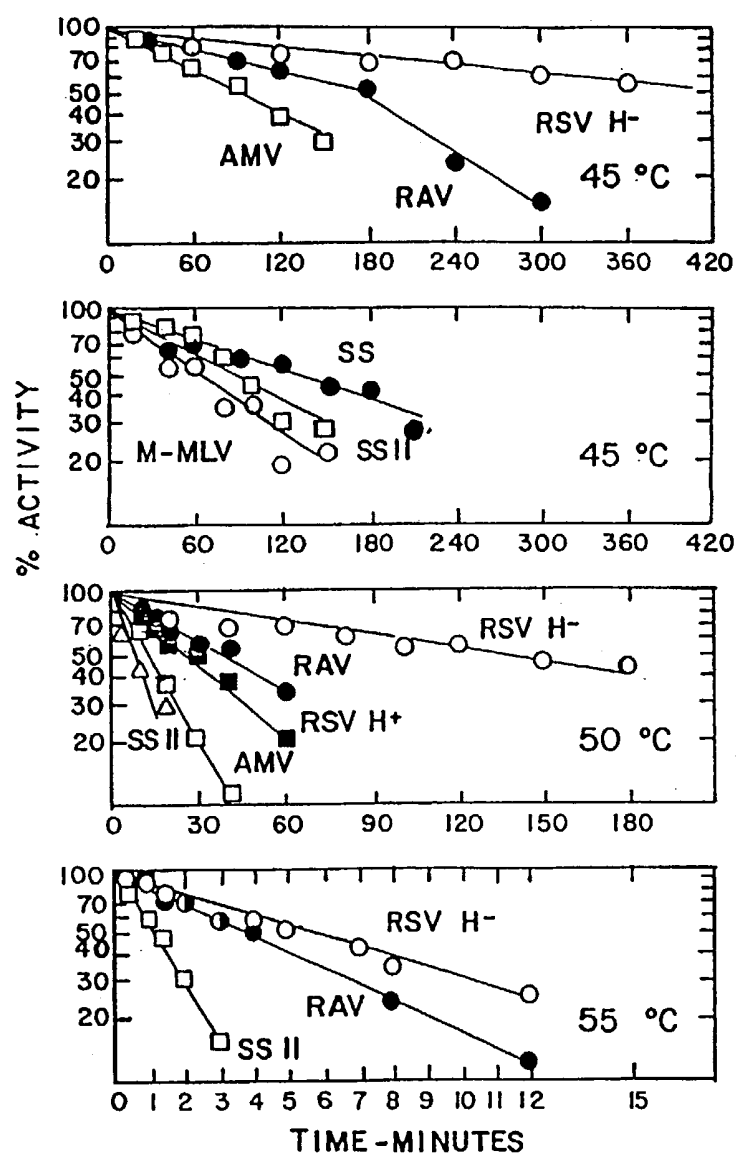 100
70
50
40
30
20
RSV H-
AMV
RAV
45 °C
0 60 120 180 240 300 360 420
100
70
50
40
30
20
SS
M-MLV
SS II
45 °C
0 60 120 180 240 300 360 420
% ACTIVITY
100
70
50
40
30
20
RSV H-
RAV
RSV H+
SS II
AMV
50 °C
0 30 60 90 120 150 180
100
70
50
40
30
20
RSV H-
RAV
SS II
55 °C
0 1 2 3 4 5 6 7 8 9 10 11 12 15
TIME-MINUTES